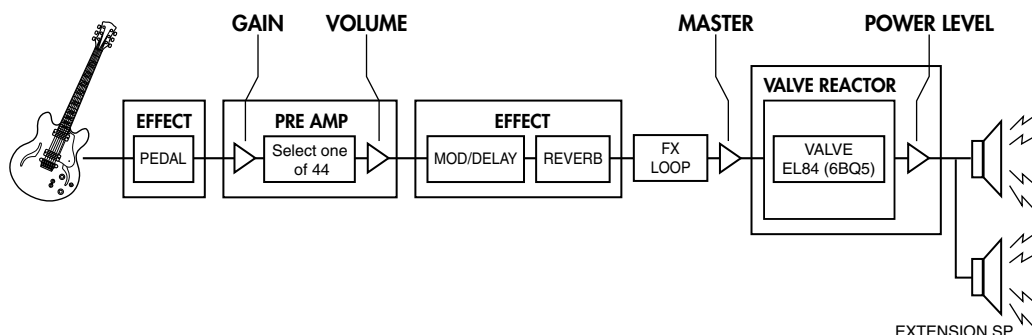 GAIN VOLUME MASTER POWER LEVEL
VALVE REACTOR
EFFECT PRE AMP EFFECT
PEDAL
Select one
of 44
MOD/DELAY REVERB
FX
LOOP
VALVE
EL84 (6BQ5)
EXTENSION SP